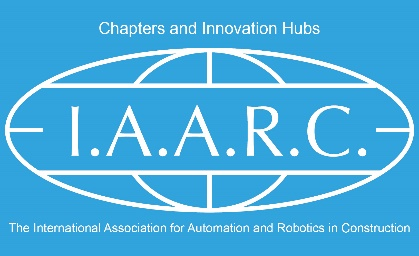 Chapters and Innovation Hubs
I.A.A.R.C.
The International Association for Automation and Robotics in Construction